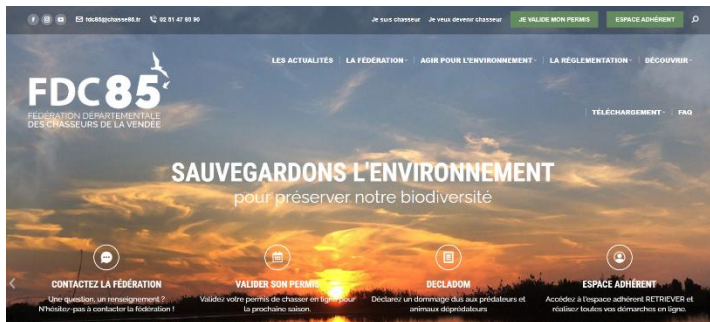 fdc85@chasse85.fr 02 51 47 80 90 Je suis chasseur Je veux devenir chasseur JE VALIDE MON PERMIS ESPACE ADHÉRENT
LES ACTUALITÉS LA FÉDÉRATION AGIR POUR L'ENVIRONNEMENT LA RÉGLEMENTATION DÉCOUVRIR
FDC85
FÉDÉRATION DÉPARTEMENTALE
DES CHASSEURS DE LA VENDÉE
TÉLÉCHARGEMENT FAQ
SAUVEGARDONS L'ENVIRONNEMENT
pour préserver notre biodiversité
CONTACTEZ LA FÉDÉRATION
Une question, un renseignement ?
N'hésitez-pas à contacter la fédération !
VALIDER SON PERMIS
Validez votre permis de chasser en ligne pour
la prochaine saison.
DECLADOM
Déclarez un dommage dus aux prédateurs et
animaux déprédateurs
ESPACE ADHÉRENT
Accédez à l'espace adhérent RETRIEVER et
réalisez toutes vos démarches en ligne.